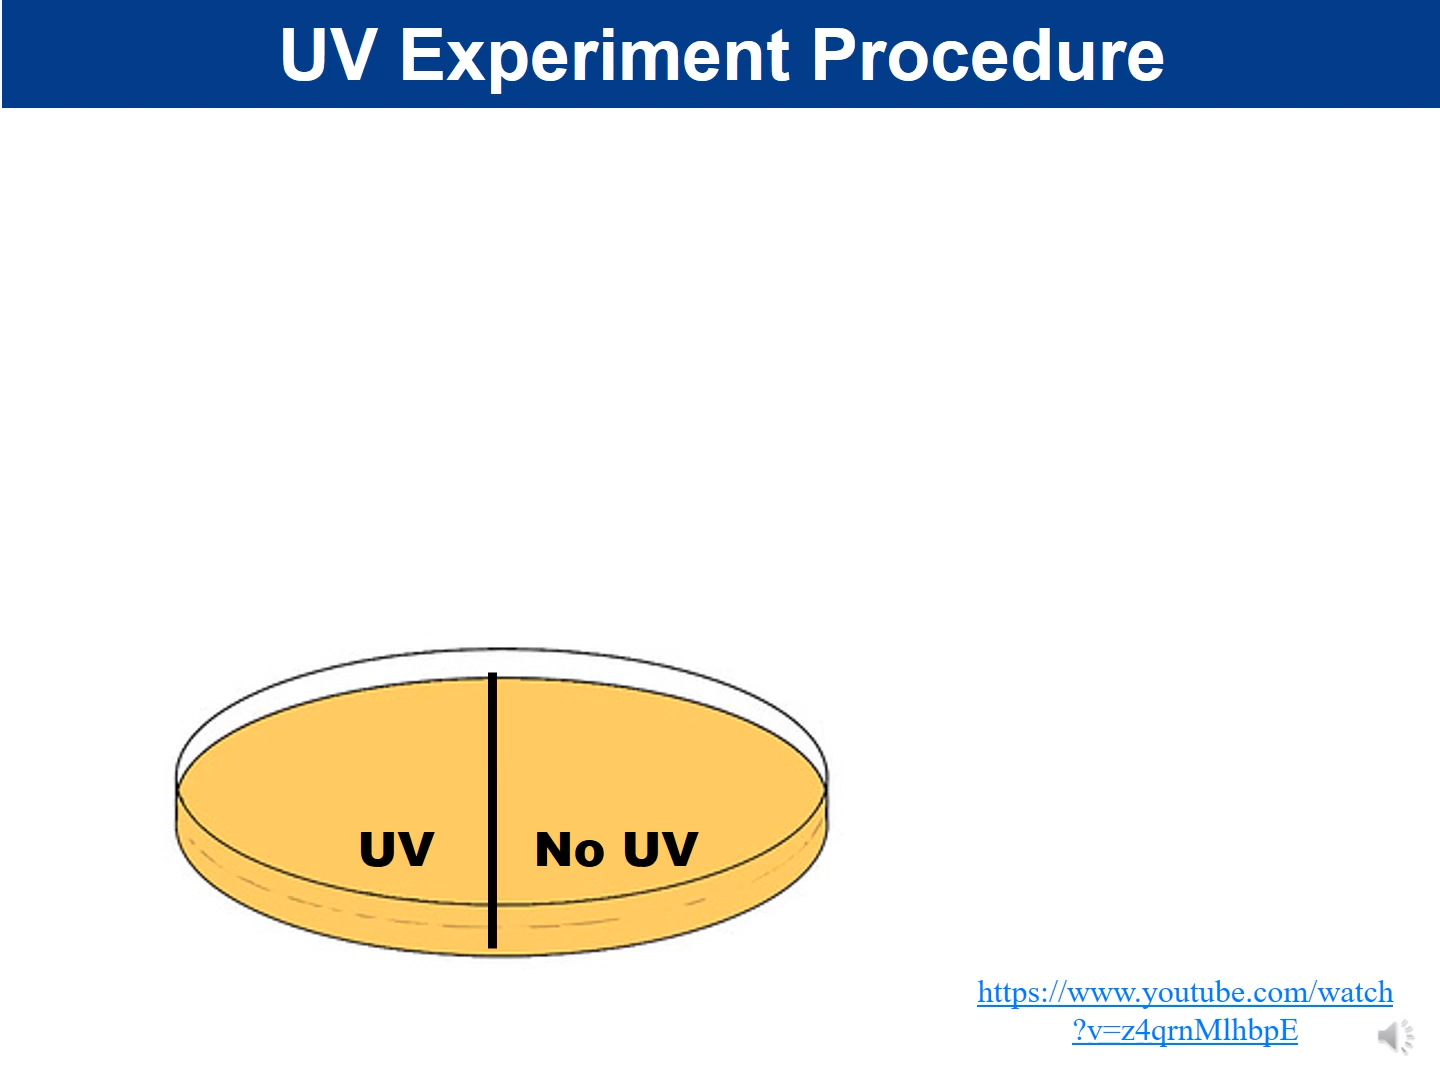 UV Experiment Procedure
UV
No UV
https://www.youtube.com/watch
?v=z4qrnMlhbpE